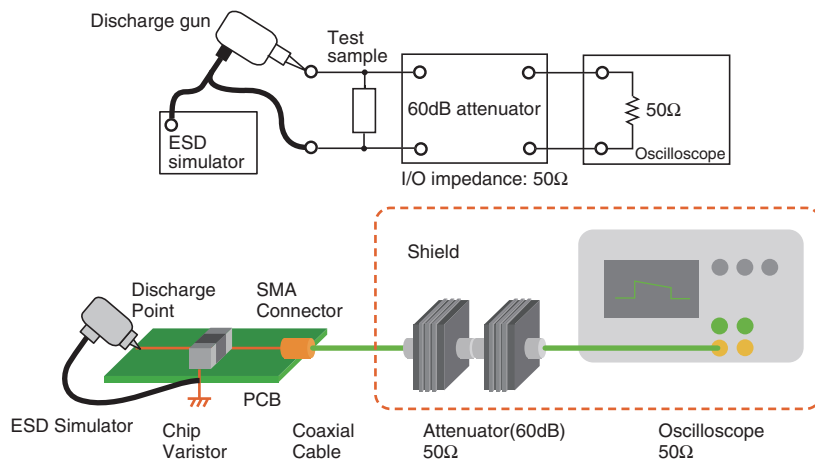 Discharge gun
Test
sample
60dB attenuator
50Ω
ESD
simulator
Oscilloscope
I/O impedance: 50Ω
Shield
Discharge
Point
SMA
Connector
PCB
ESD Simulator
Chip
Varistor
Coaxial
Cable
Attenuator(60dB)
50Ω
Oscilloscope
50Ω